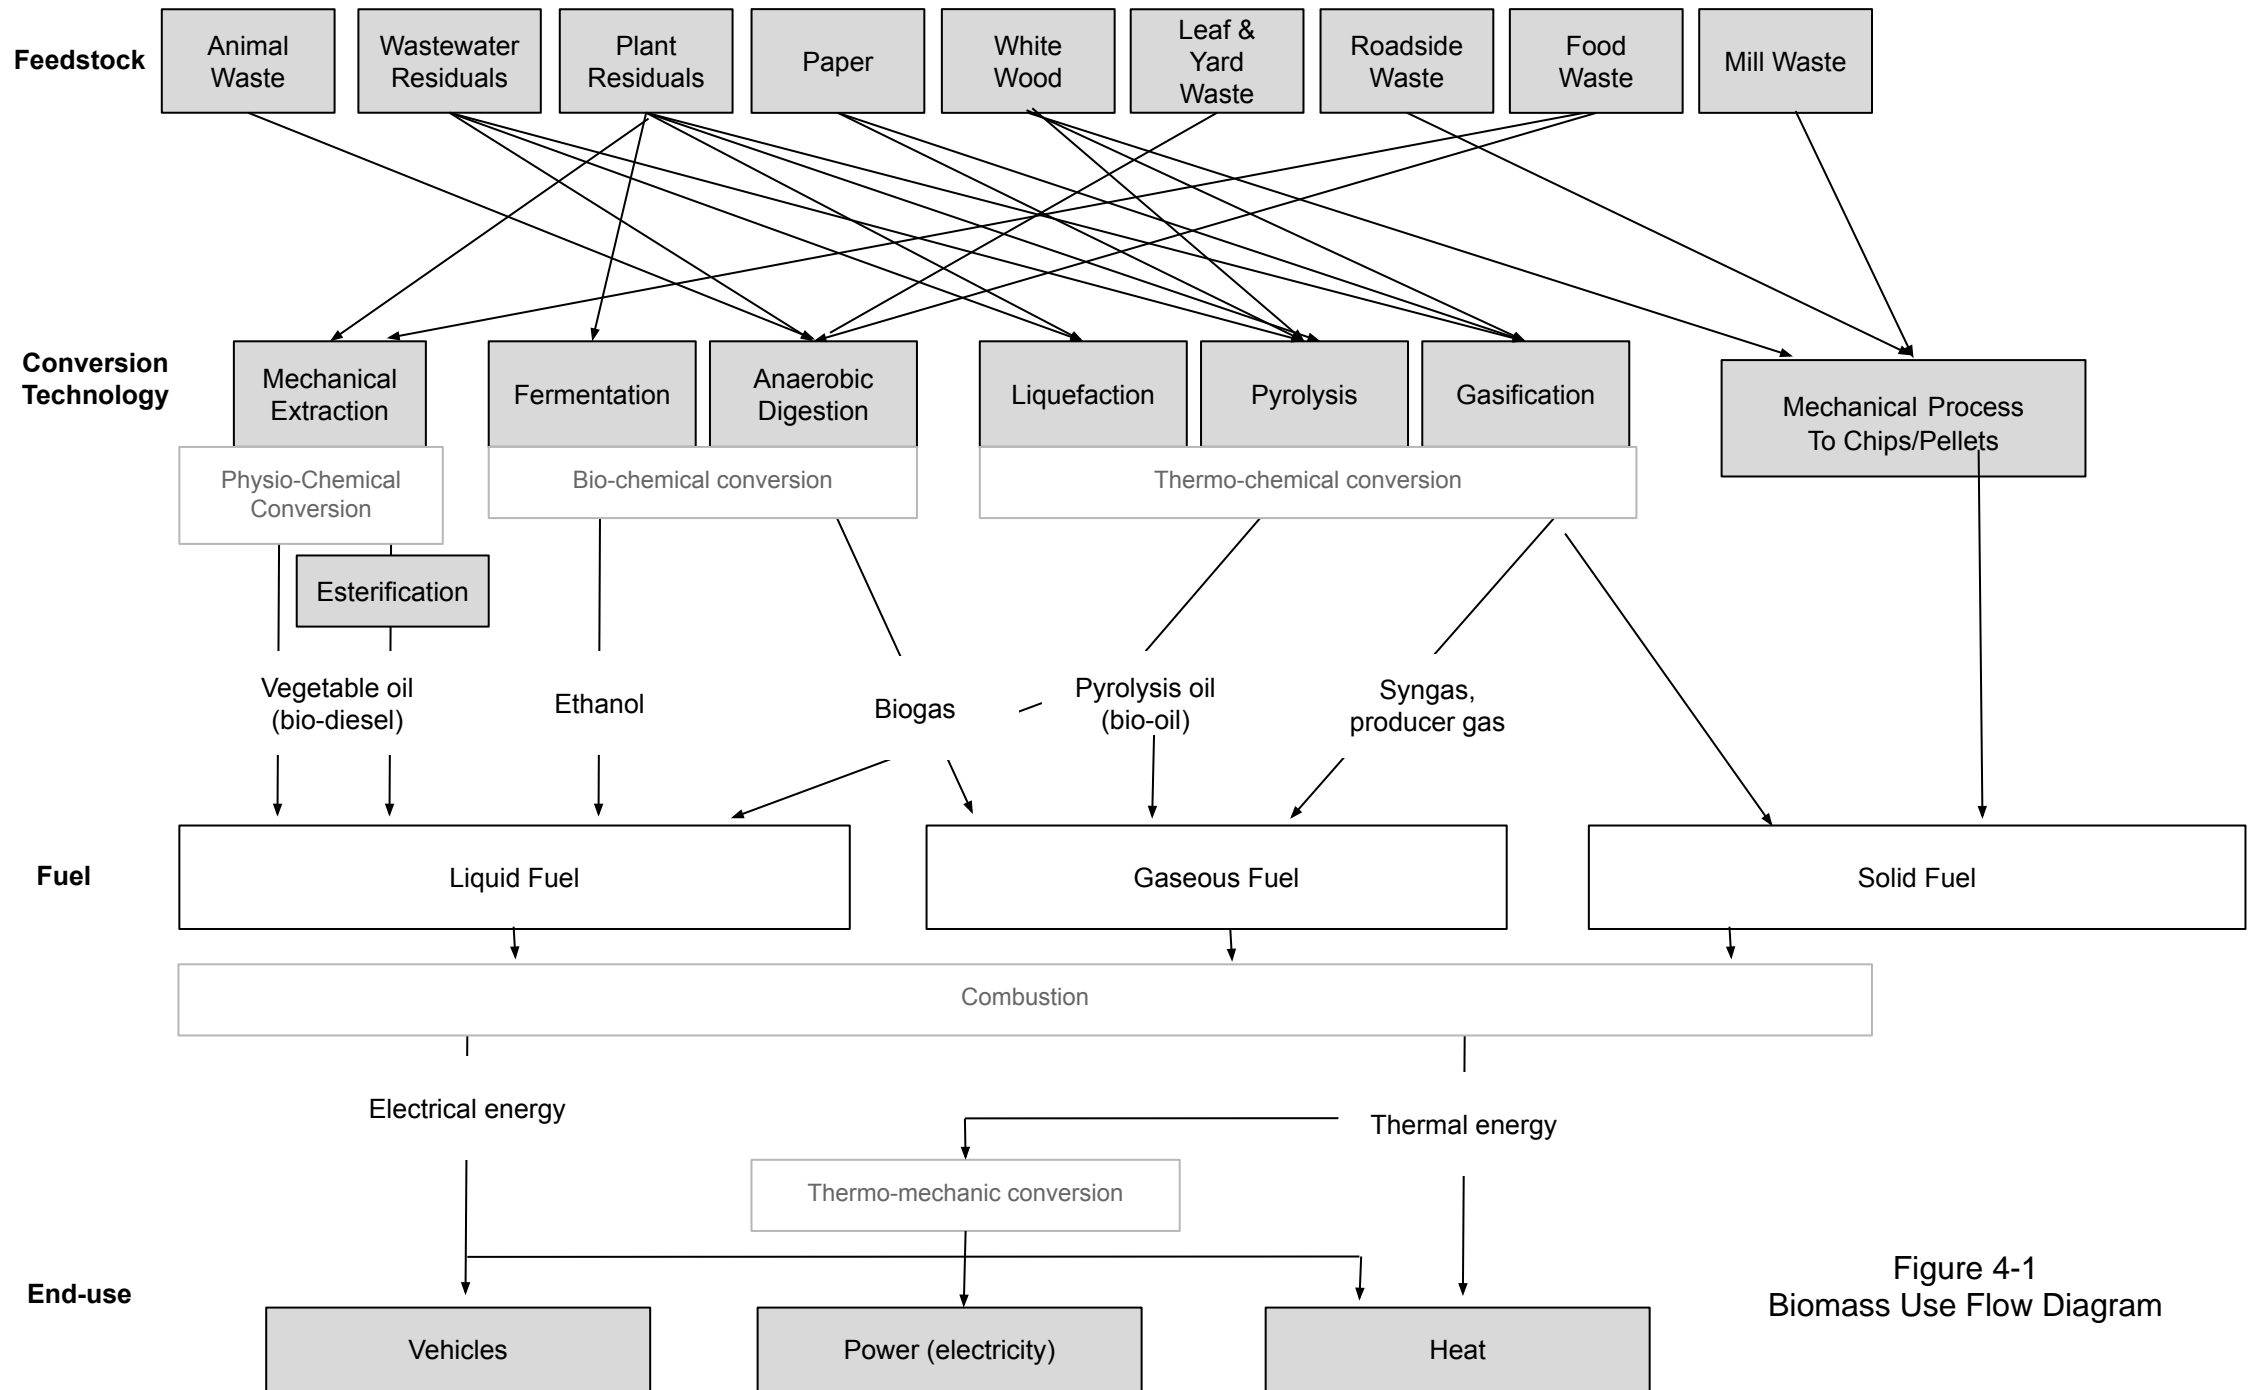 Feedstock
Animal
Waste
Wastewater
Residuals
Plant
Residuals
Paper
White
Wood
Leaf &
Yard
Waste
Roadside
Waste
Food
Waste
Mill Waste
Conversion
Technology
Mechanical
Extraction
Fermentation
Anaerobic
Digestion
Liquefaction
Pyrolysis
Gasification
Mechanical Process
To Chips/Pellets
Physio-Chemical
Conversion
Bio-chemical conversion
Thermo-chemical conversion
Esterification
Vegetable oil
(bio-diesel)
Ethanol
Biogas
Pyrolysis oil
(bio-oil)
Syngas,
producer gas
Fuel
Liquid Fuel
Gaseous Fuel
Solid Fuel
Combustion
Electrical energy
Thermal energy
Thermo-mechanic conversion
End-use
Vehicles
Power (electricity)
Heat
Figure 4-1
Biomass Use Flow Diagram